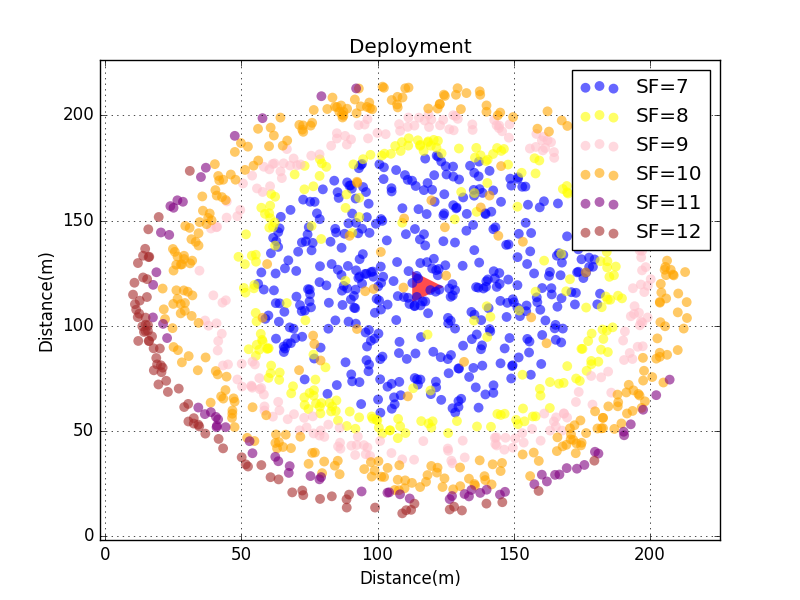 Deployment
SF=7
SF=8
SF=9
SF=10
SF=11
SF=12
200
150
100
50
0
Distance(m)
0 50 100 150 200
Distance(m)